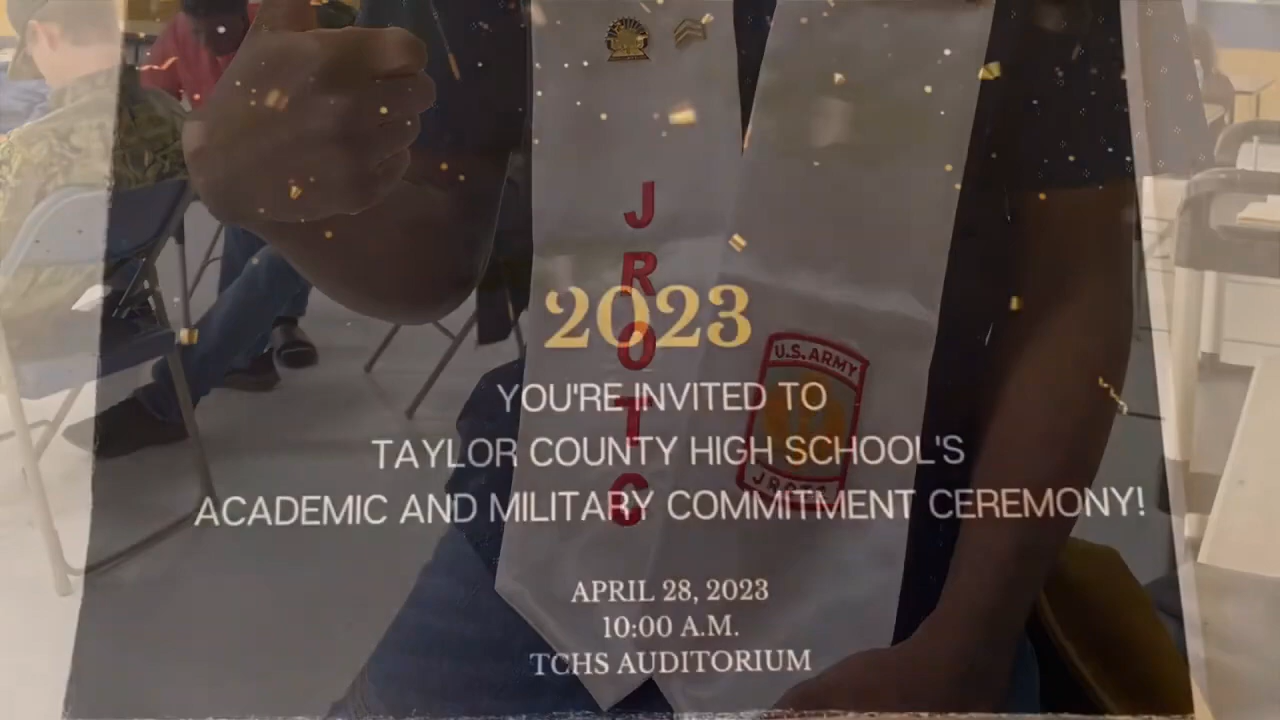 JROTC
2023
U.S. ARMY
JROTC
YOU'RE INVITED TO
TAYLOR COUNTY HIGH SCHOOL'S
ACADEMIC AND MILITARY COMMITMENT CEREMONY!
APRIL 28, 2023
10:00 A.M.
TCHS AUDITORIUM